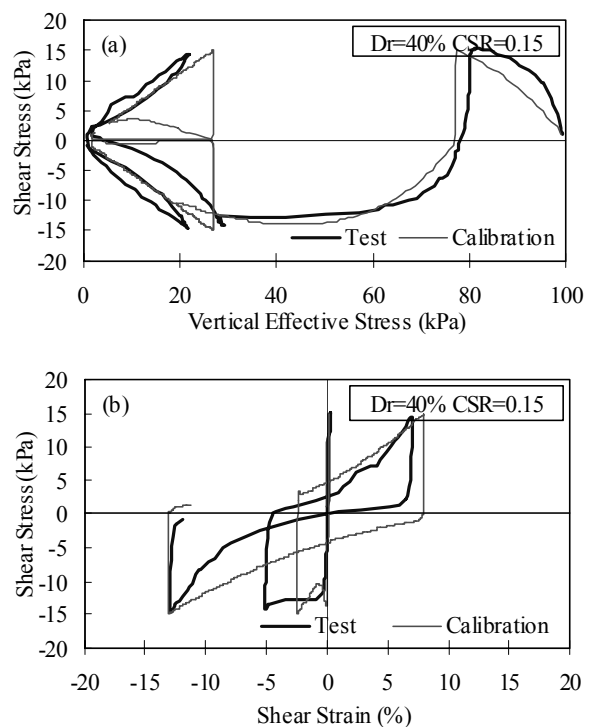 (a)
Dr=40% CSR=0.15
20
15
10
5
0
-5
-10
-15
-20
Shear Stress (kPa)
Test
Calibration
0 20 40 60 80 100
Vertical Effective Stress (kPa)
(b)
Dr=40% CSR=0.15
20
15
10
5
0
-5
-10
-15
-20
Shear Stress (kPa)
Test
Calibration
-20 -15 -10 -5 0 5 10 15 20
Shear Strain (%)